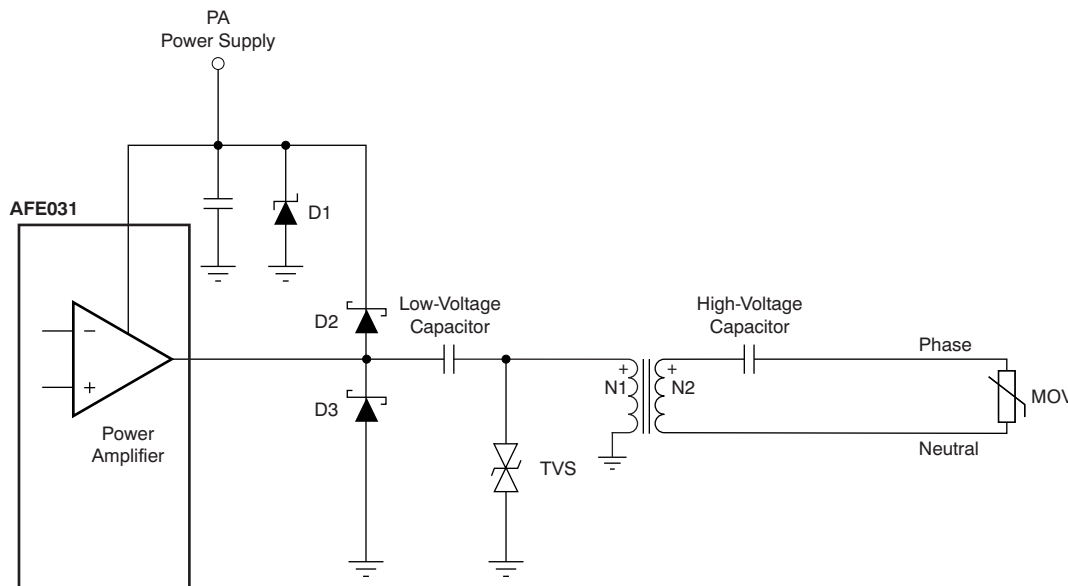 PA
Power Supply
AFE031
D1
D2
Low-Voltage
Capacitor
High-Voltage
Capacitor
Phase
−
+
N1
+
N2
+
MOV
D3
Power
Amplifier
Neutral
TVS